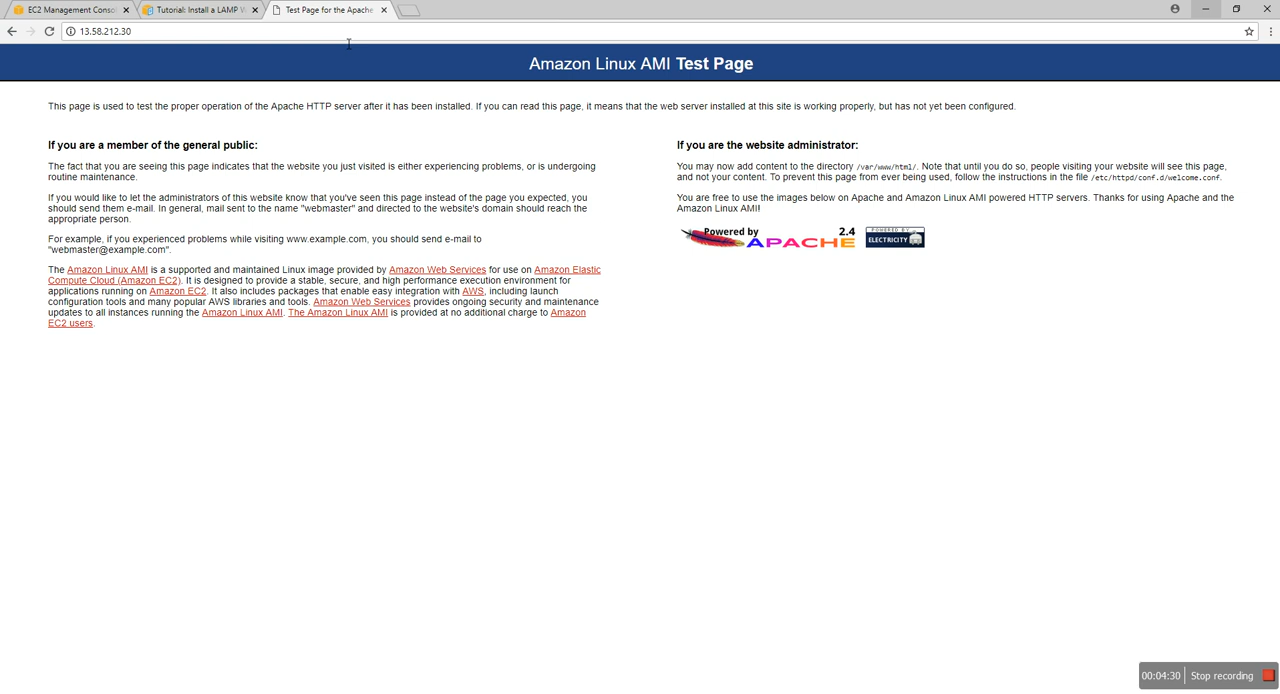 EC2 Management Conso
Tutorial: Install a LAMP W
Test Page for the Apache
13.58.212.30
Amazon Linux AMI Test Page
This page is used to test the proper operation of the Apache HTTP server after it has been installed. If you can read this page, it means that the web server installed at this site is working properly, but has not yet been configured.
If you are a member of the general public:
The fact that you are seeing this page indicates that the website you just visited is either experiencing problems, or is undergoing
routine maintenance.
If you would like to let the administrators of this website know that you've seen this page instead of the page you expected, you
should send them e-mail. In general, mail sent to the name "webmaster" and directed to the website's domain should reach the
appropriate person.
For example, if you experienced problems while visiting www.example.com, you should send e-mail to
"webmaster@example.com".
The Amazon Linux AMI is a supported and maintained Linux image provided by Amazon Web Services for use on Amazon Elastic
Compute Cloud (Amazon EC2). It is designed to provide a stable, secure, and high performance execution environment for
applications running on Amazon EC2. It also includes packages that enable easy integration with AWS, including launch
configuration tools and many popular AWS libraries and tools. Amazon Web Services provides ongoing security and maintenance
updates to all instances running the Amazon Linux AMI. The Amazon Linux AMI is provided at no additional charge to Amazon
EC2 users.
If you are the website administrator:
You may now add content to the directory /var/www/html/. Note that until you do so, people visiting your website will see this page,
and not your content. To prevent this page from ever being used, follow the instructions in the file /etc/httpd/conf.d/welcome.conf.
You are free to use the images below on Apache and Amazon Linux AMI powered HTTP servers. Thanks for using Apache and the
Amazon Linux AMI!
Powered by 2.4
APACHE
POWERED BY
ELECTRICITY
00:04:30 Stop recording